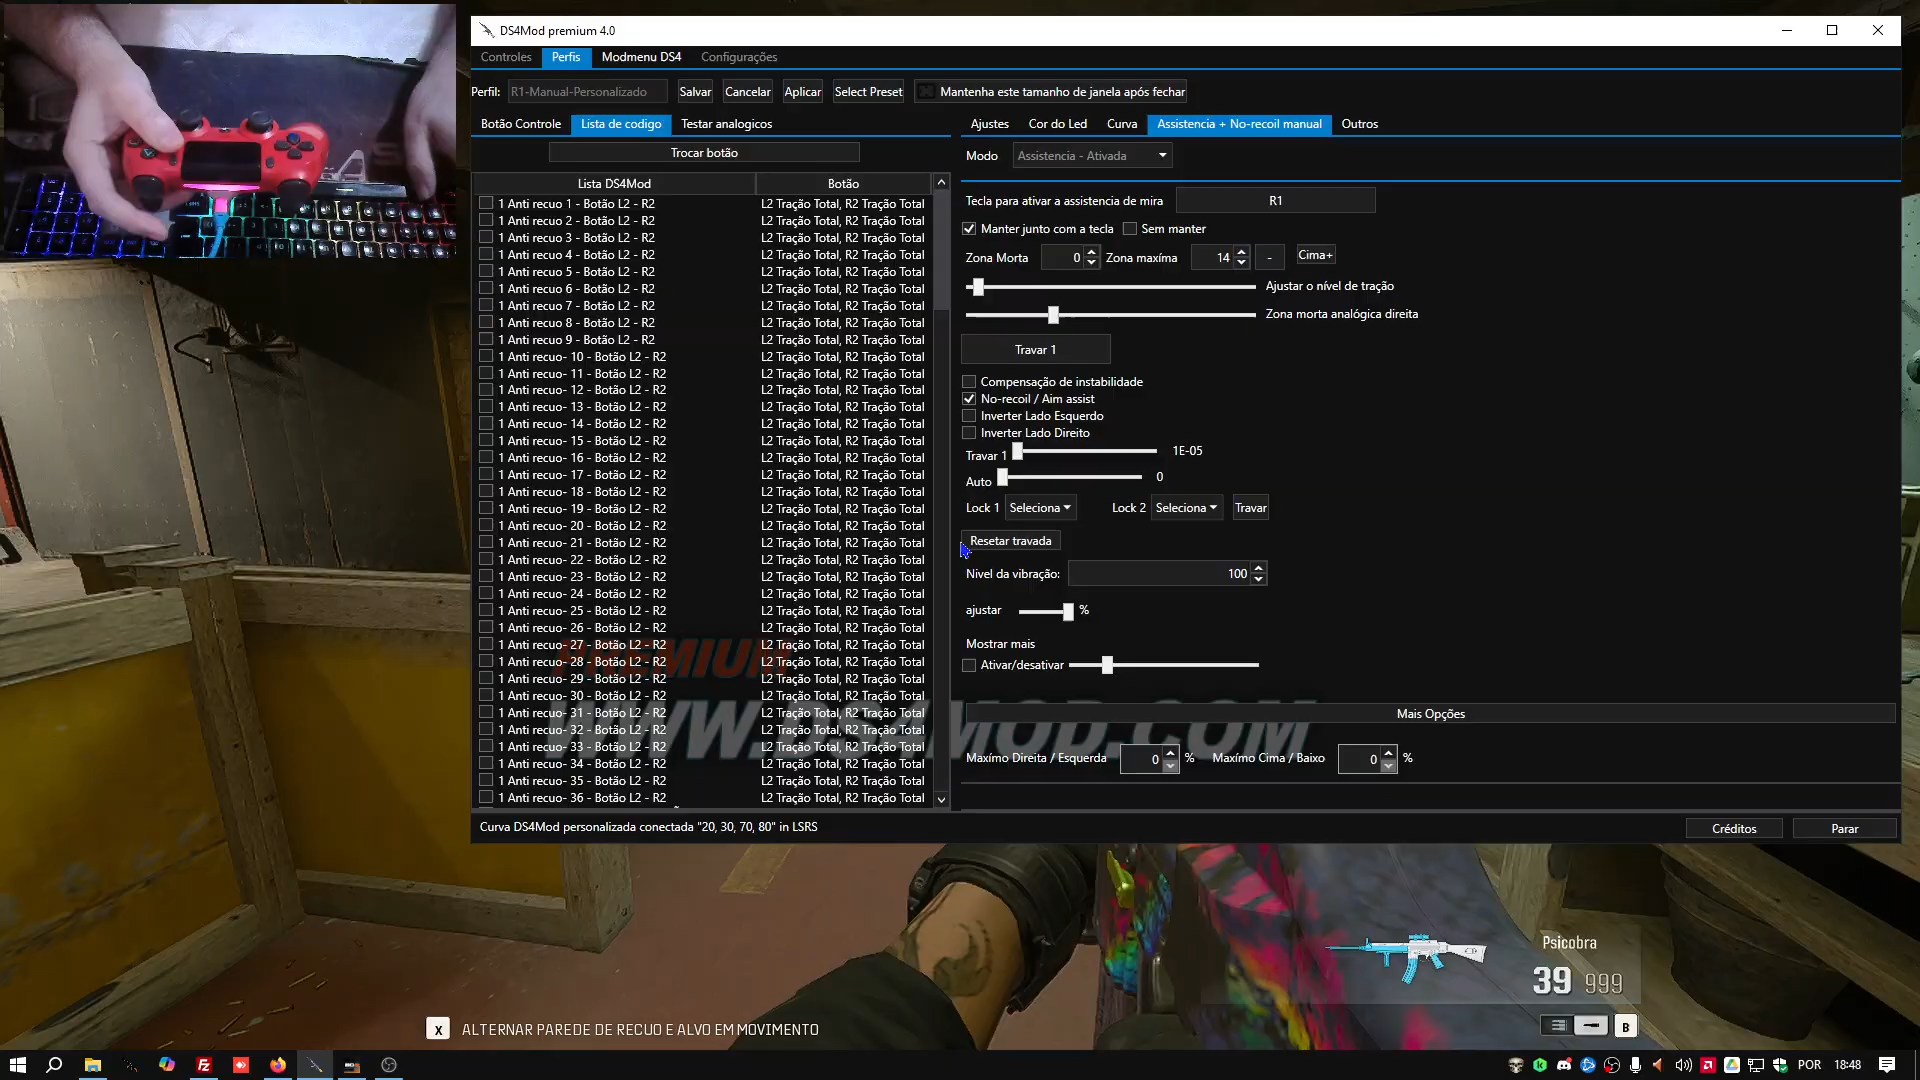 DS4Mod premium 4.0
Controles Perfis Modmenu DS4 Configurações
Perfil: R1-Manual-Personalizado Salvar Cancelar Aplicar Select Preset Mantenha este tamanho de janela após fechar
Botão Controle Lista de codigo Testar analogicos
Trocar botão
Lista DS4Mod Botão
1 Anti recuo 1 - Botão L2 - R2 L2 Tração Total, R2 Tração Total
1 Anti recuo 2 - Botão L2 - R2 L2 Tração Total, R2 Tração Total
1 Anti recuo 3 - Botão L2 - R2 L2 Tração Total, R2 Tração Total
1 Anti recuo 4 - Botão L2 - R2 L2 Tração Total, R2 Tração Total
1 Anti recuo 5 - Botão L2 - R2 L2 Tração Total, R2 Tração Total
1 Anti recuo 6 - Botão L2 - R2 L2 Tração Total, R2 Tração Total
1 Anti recuo 7 - Botão L2 - R2 L2 Tração Total, R2 Tração Total
1 Anti recuo 8 - Botão L2 - R2 L2 Tração Total, R2 Tração Total
1 Anti recuo 9 - Botão L2 - R2 L2 Tração Total, R2 Tração Total
1 Anti recuo- 10 - Botão L2 - R2 L2 Tração Total, R2 Tração Total
1 Anti recuo- 11 - Botão L2 - R2 L2 Tração Total, R2 Tração Total
1 Anti recuo- 12 - Botão L2 - R2 L2 Tração Total, R2 Tração Total
1 Anti recuo- 13 - Botão L2 - R2 L2 Tração Total, R2 Tração Total
1 Anti recuo- 14 - Botão L2 - R2 L2 Tração Total, R2 Tração Total
1 Anti recuo- 15 - Botão L2 - R2 L2 Tração Total, R2 Tração Total
1 Anti recuo- 16 - Botão L2 - R2 L2 Tração Total, R2 Tração Total
1 Anti recuo- 17 - Botão L2 - R2 L2 Tração Total, R2 Tração Total
1 Anti recuo- 18 - Botão L2 - R2 L2 Tração Total, R2 Tração Total
1 Anti recuo- 19 - Botão L2 - R2 L2 Tração Total, R2 Tração Total
1 Anti recuo- 20 - Botão L2 - R2 L2 Tração Total, R2 Tração Total
1 Anti recuo- 21 - Botão L2 - R2 L2 Tração Total, R2 Tração Total
1 Anti recuo- 22 - Botão L2 - R2 L2 Tração Total, R2 Tração Total
1 Anti recuo- 23 - Botão L2 - R2 L2 Tração Total, R2 Tração Total
1 Anti recuo- 24 - Botão L2 - R2 L2 Tração Total, R2 Tração Total
1 Anti recuo- 25 - Botão L2 - R2 L2 Tração Total, R2 Tração Total
1 Anti recuo- 26 - Botão L2 - R2 L2 Tração Total, R2 Tração Total
1 Anti recuo- 27 - Botão L2 - R2 L2 Tração Total, R2 Tração Total
1 Anti recuo- 28 - Botão L2 - R2 L2 Tração Total, R2 Tração Total
1 Anti recuo- 29 - Botão L2 - R2 L2 Tração Total, R2 Tração Total
1 Anti recuo- 30 - Botão L2 - R2 L2 Tração Total, R2 Tração Total
1 Anti recuo- 31 - Botão L2 - R2 L2 Tração Total, R2 Tração Total
1 Anti recuo- 32 - Botão L2 - R2 L2 Tração Total, R2 Tração Total
1 Anti recuo- 33 - Botão L2 - R2 L2 Tração Total, R2 Tração Total
1 Anti recuo- 34 - Botão L2 - R2 L2 Tração Total, R2 Tração Total
1 Anti recuo- 35 - Botão L2 - R2 L2 Tração Total, R2 Tração Total
1 Anti recuo- 36 - Botão L2 - R2 L2 Tração Total, R2 Tração Total
Ajustes Cor do Led Curva Assistencia + No-recoil manual Outros
Modo Assistencia - Ativada
Tecla para ativar a assistencia de mira R1
Manter junto com a tecla Sem manter
Zona Morta 0 Zona maxíma 14 - Cima+
Ajustar o nível de tração
Zona morta analógica direita
Travar 1
Compensação de instabilidade
No-recoil / Aim assist
Inverter Lado Esquerdo
Inverter Lado Direito
Travar 1 1E-05
Auto 0
Lock 1 Seleciona Lock 2 Seleciona Travar
Resetar travada
Nivel da vibração: 100
ajustar %
Mostrar mais
Ativar/desativar
PREMIUM
WWW.DS4MOD.COM
Mais Opções
Maxímo Direita / Esquerda 0 % Maxímo Cima / Baixo 0 %
Curva DS4Mod personalizada conectada "20, 30, 70, 80" in LSRS
Créditos Parar
Psicobra
39 999
X ALTERNAR PAREDE DE RECUO E ALVO EM MOVIMENTO
B
POR 18:48